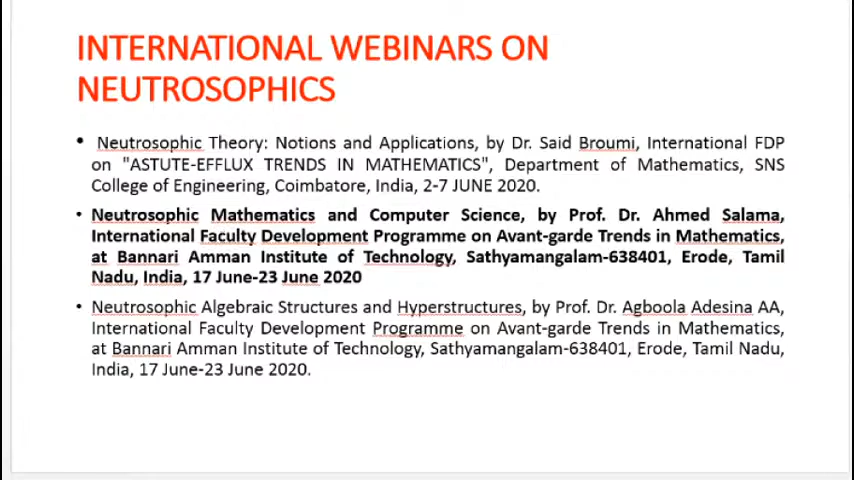 INTERNATIONAL WEBINARS ON
NEUTROSOPHICS
• Neutrosophic Theory: Notions and Applications, by Dr. Said Broumi, International FDP
on "ASTUTE-EFFLUX TRENDS IN MATHEMATICS", Department of Mathematics, SNS
College of Engineering, Coimbatore, India, 2-7 JUNE 2020.
• Neutrosophic Mathematics and Computer Science, by Prof. Dr. Ahmed Salama,
International Faculty Development Programme on Avant-garde Trends in Mathematics,
at Bannari Amman Institute of Technology, Sathyamangalam-638401, Erode, Tamil
Nadu, India, 17 June-23 June 2020
• Neutrosophic Algebraic Structures and Hyperstructures, by Prof. Dr. Agboola Adesina AA,
International Faculty Development Programme on Avant-garde Trends in Mathematics,
at Bannari Amman Institute of Technology, Sathyamangalam-638401, Erode, Tamil Nadu,
India, 17 June-23 June 2020.